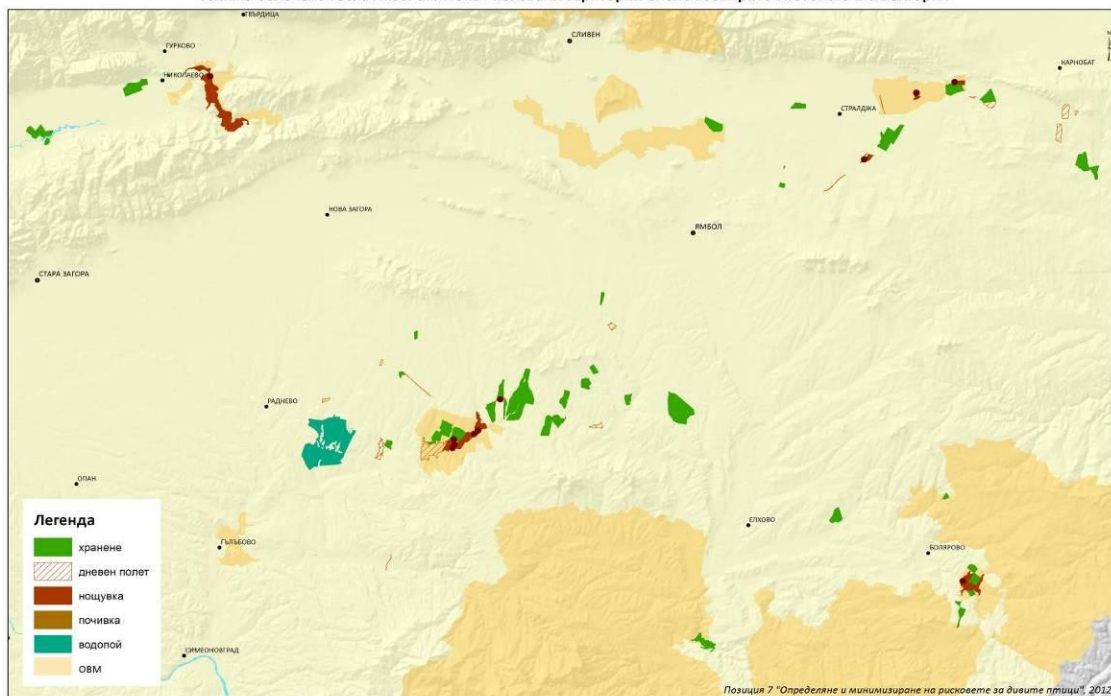 ТВЪРДИЦА
СЛИВЕН
ГУРКОВО
КАРНОБАТ
НИКОЛАЕВО
СТРАЛДЖА
НОВА ЗАГОРА
ЯМБОЛ
СТАРА ЗАГОРА
РАДНЕВО
ОПАН
ЕЛХОВО
ГЪЛЪБОВО
БОЛЯРОВО
СИМЕОНОВГРАД
Легенда
хранене
дневен полет
нощувка
почивка
водопой
ОВМ
Позиция 7 "Определяне и минимизиране на рисковете за дивите птици", 2012